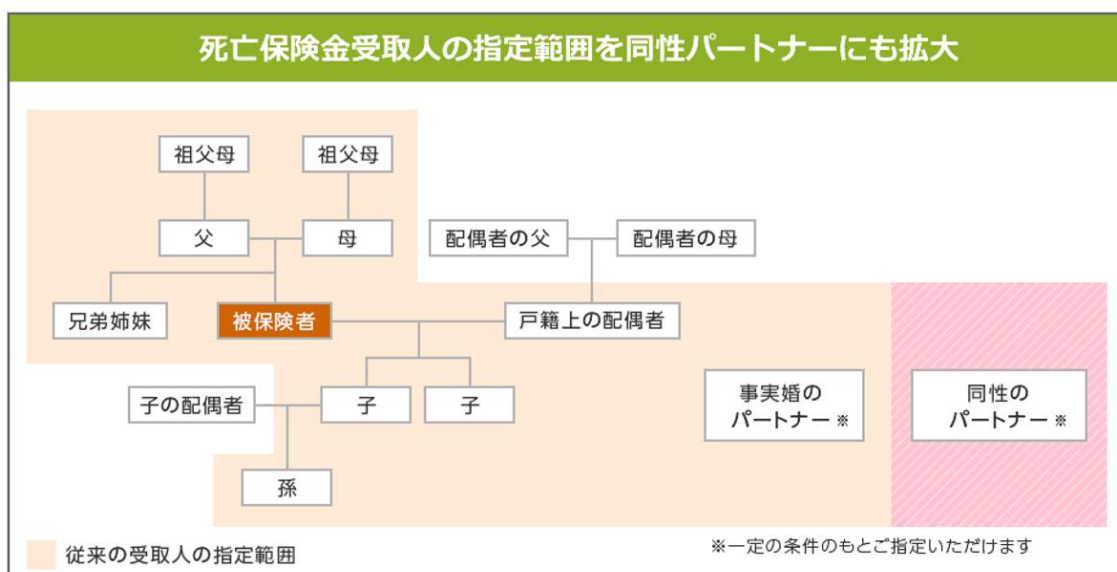 死亡保険金受取人の指定範囲を同性パートナーにも拡大
祖父母
祖父母
父
母
配偶者の父
配偶者の母
兄弟姉妹
被保険者
戸籍上の配偶者
子の配偶者
子
子
事実婚の
パートナー※
同性の
パートナー※
孫
従来の受取人の指定範囲
※一定の条件のもとご指定いただけます